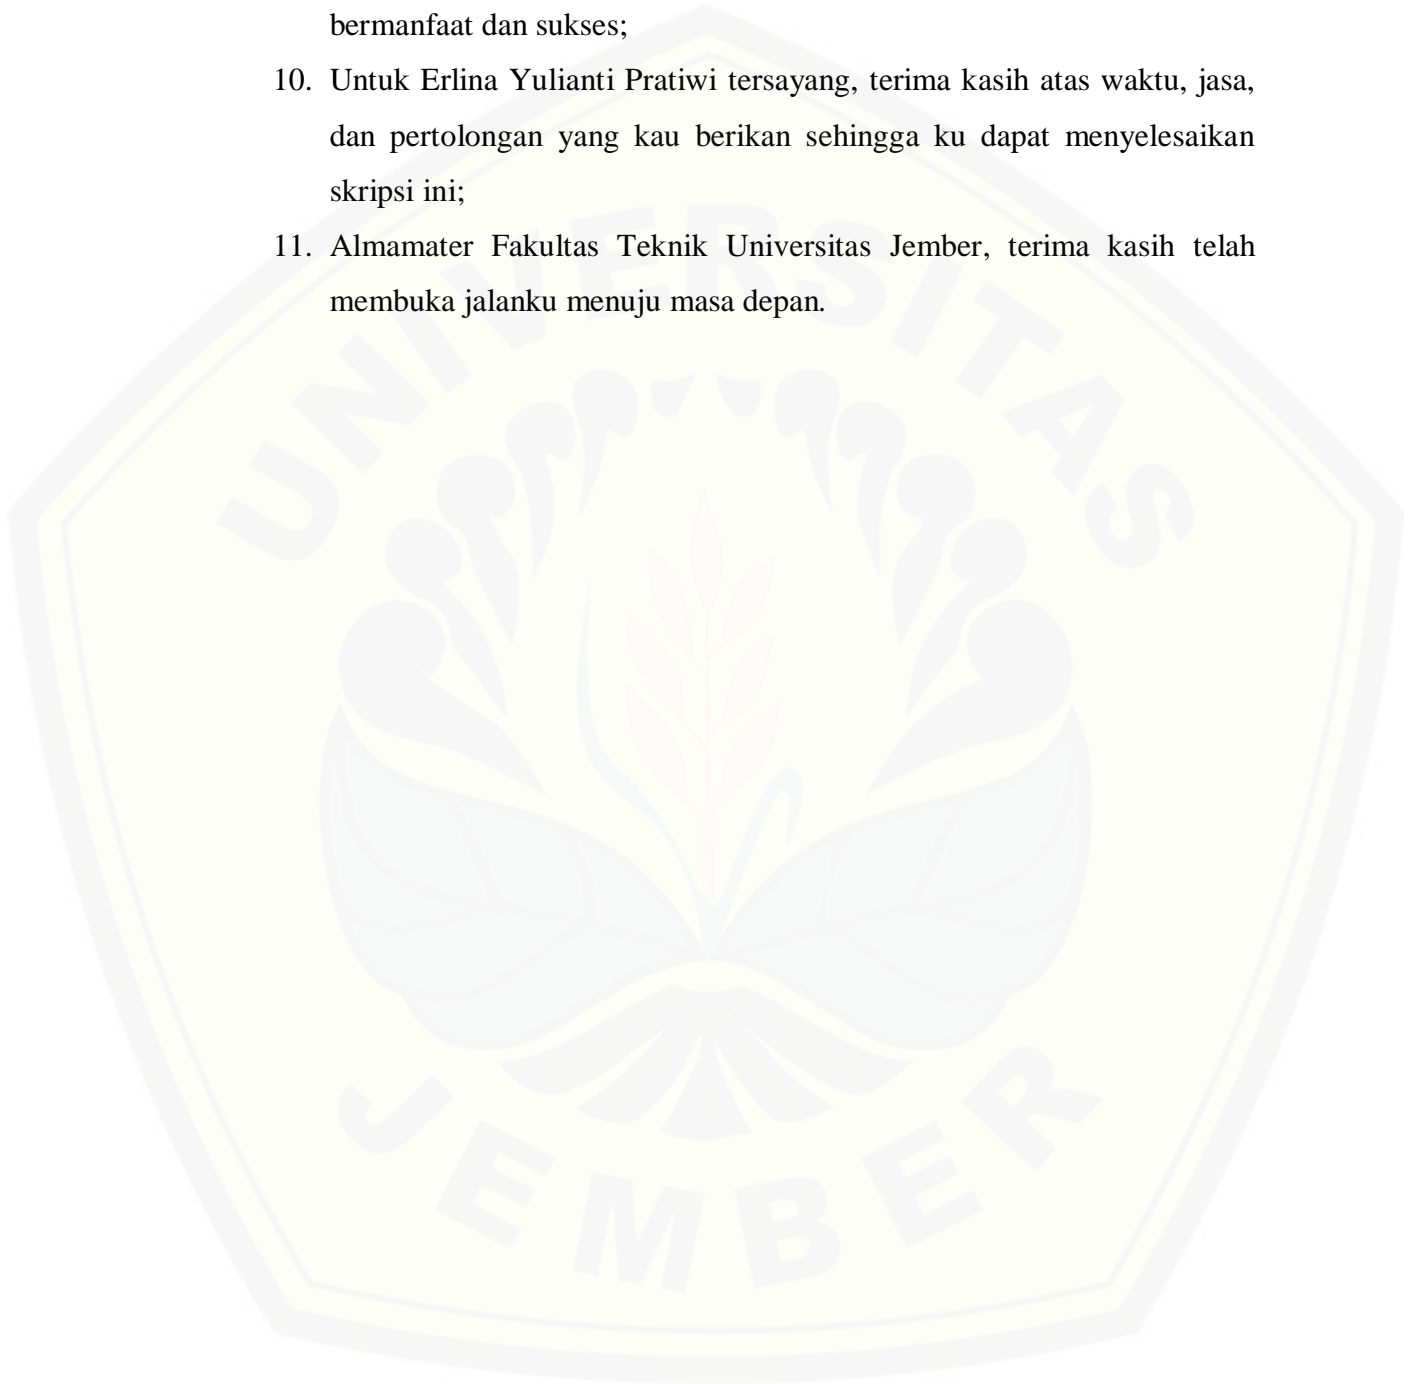 bermanfaat dan sukses;
10. Untuk Erlina Yulianti Pratiwi tersayang, terima kasih atas waktu, jasa,
dan pertolongan yang kau berikan sehingga ku dapat menyelesaikan
skripsi ini;
11. Almamater Fakultas Teknik Universitas Jember, terima kasih telah
membuka jalanku menuju masa depan.
UNIVERSITAS
JEMBER